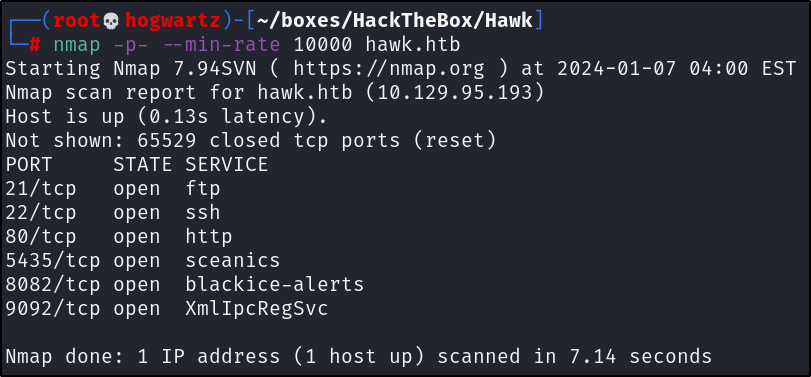 ┌──(root💀hogwartz)-[~/boxes/HackTheBox/Hawk]
└─# nmap -p- --min-rate 10000 hawk.htb
Starting Nmap 7.94SVN ( https://nmap.org ) at 2024-01-07 04:00 EST
Nmap scan report for hawk.htb (10.129.95.193)
Host is up (0.13s latency).
Not shown: 65529 closed tcp ports (reset)
PORT     STATE SERVICE
21/tcp   open  ftp
22/tcp   open  ssh
80/tcp   open  http
5435/tcp open  sceanics
8082/tcp open  blackice-alerts
9092/tcp open  XmlIpcRegSvc
Nmap done: 1 IP address (1 host up) scanned in 7.14 seconds